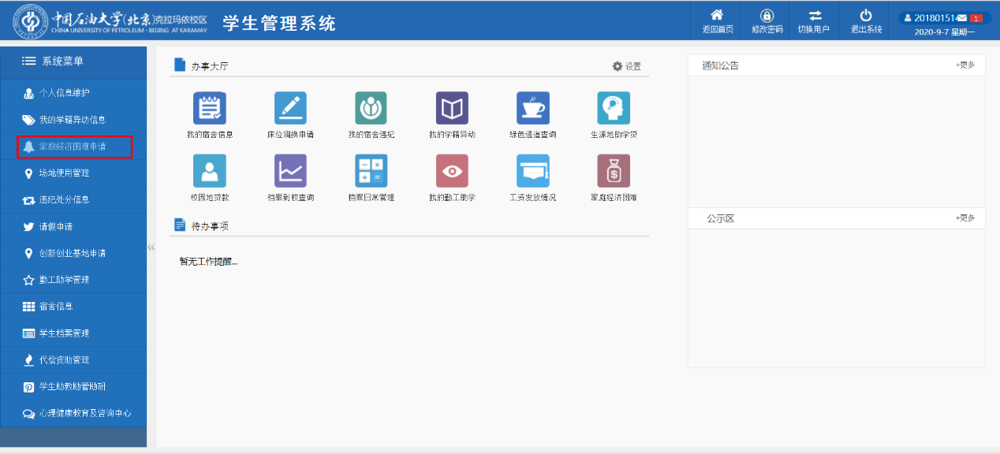 中国石油大学(北京)克拉玛依校区
CHINA UNIVERSITY OF PETROLEUM - BEIJING AT KARAMAY
学生管理系统
返回首页
修改密码
切换用户
退出系统
20180151
1
2020-9-7 星期一
系统菜单
个人信息维护
我的学籍异动信息
家庭经济困难申请
场地使用管理
违纪处分信息
请假申请
创新创业基地申请
勤工助学管理
宿舍信息
学生档案管理
代偿资助管理
学生助教助管助研
心理健康教育及咨询中心
办事大厅
设置
我的宿舍信息
床位调换申请
我的宿舍违纪
我的学籍异动
绿色通道查询
生源地助学贷
校园地贷款
档案到校查询
档案日常管理
我的勤工助学
工资发放情况
家庭经济困难
待办事项
暂无工作提醒...
通知公告
+更多
公示区
+更多